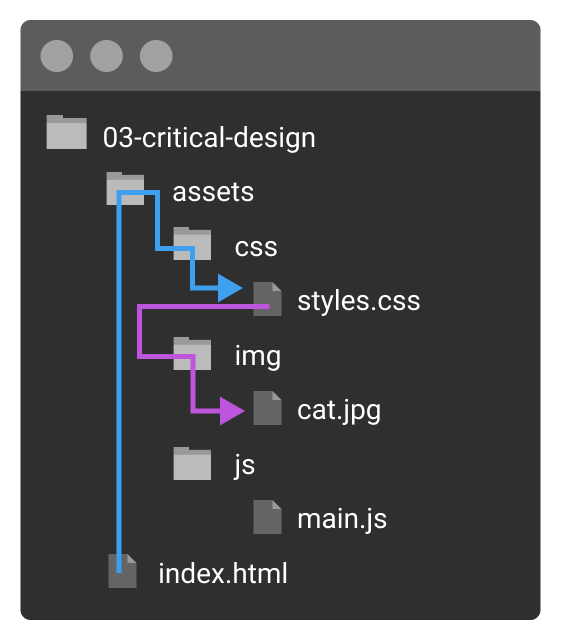 03-critical-design
assets
css
styles.css
img
cat.jpg
js
main.js
index.html